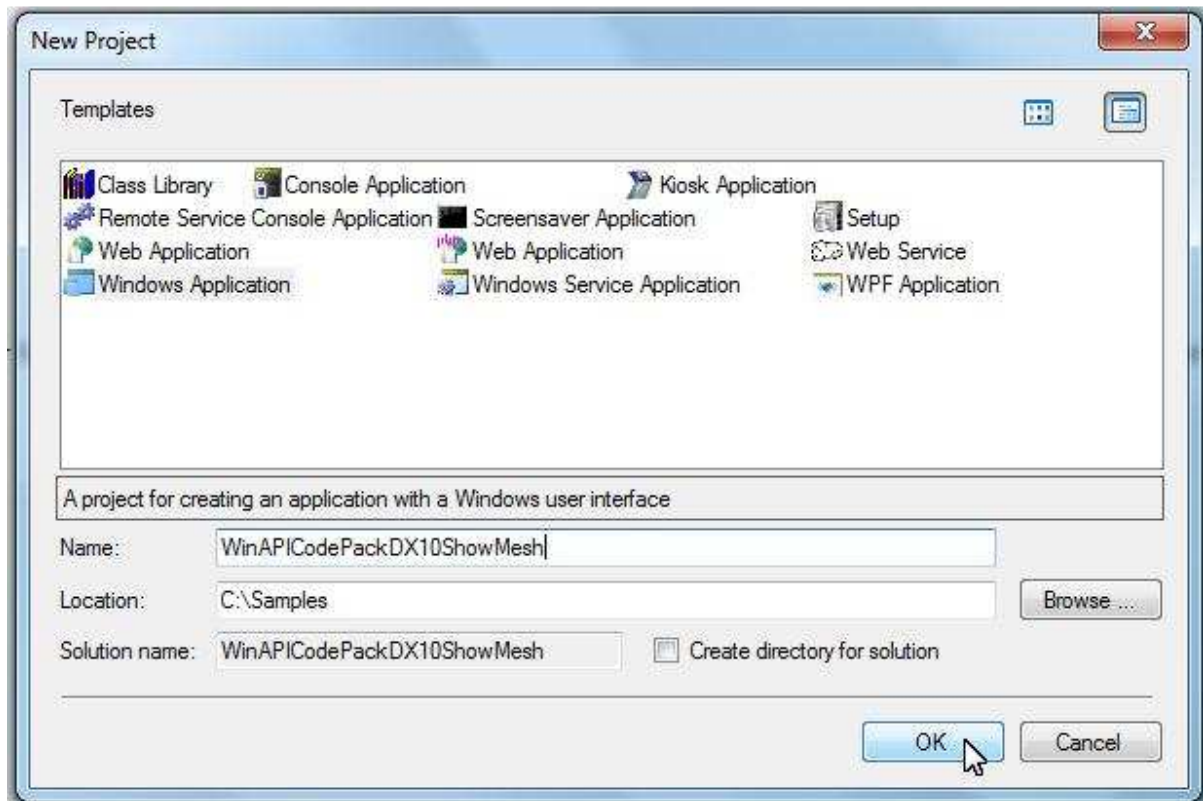 New Project
Templates
Class Library Console Application Kiosk Application
Remote Service Console Application Screensaver Application Setup
Web Application php Web Application Web Service
Windows Application Windows Service Application WPF Application
A project for creating an application with a Windows user interface
Name: WinAPICodePackDX10ShowMesh
Location: C:\Samples Browse ...
Solution name: WinAPICodePackDX10ShowMesh Create directory for solution
OK Cancel